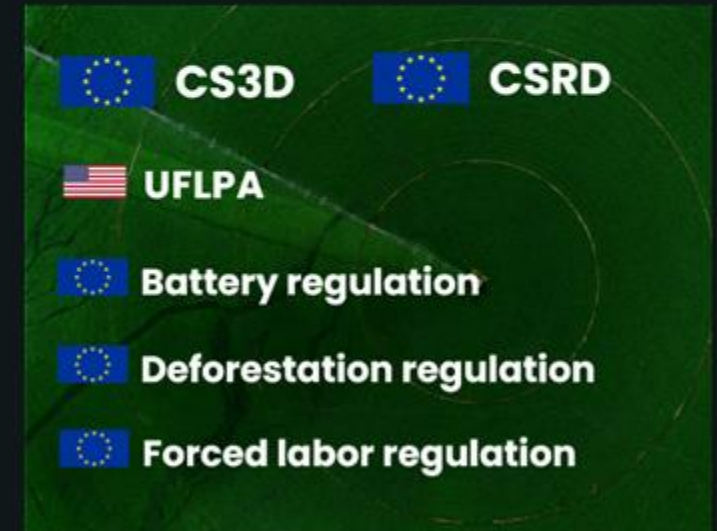 CS3D CSRD
UFLPA
Battery regulation
Deforestation regulation
Forced labor regulation